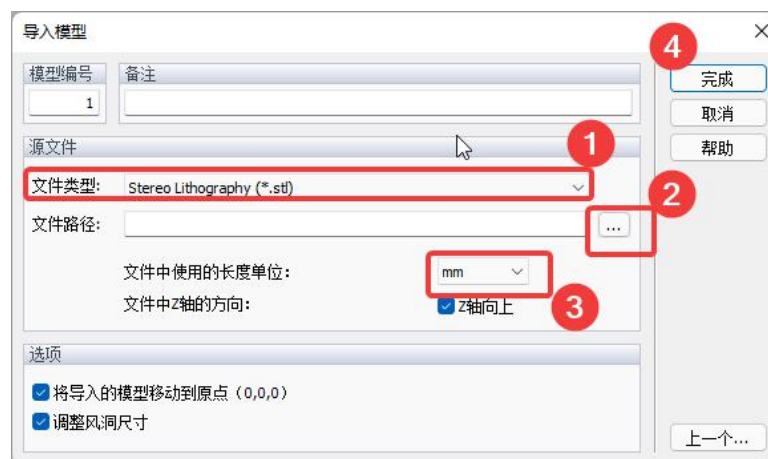 导入模型
模型编号
备注
1
源文件
文件类型:
Stereo Lithography (*.stl)
文件路径:
...
文件中使用的长度单位:
mm
文件中Z轴的方向:
Z轴向上
选项
将导入的模型移动到原点（0,0,0）
调整风洞尺寸
完成
取消
帮助
上一个...
1
2
3
4